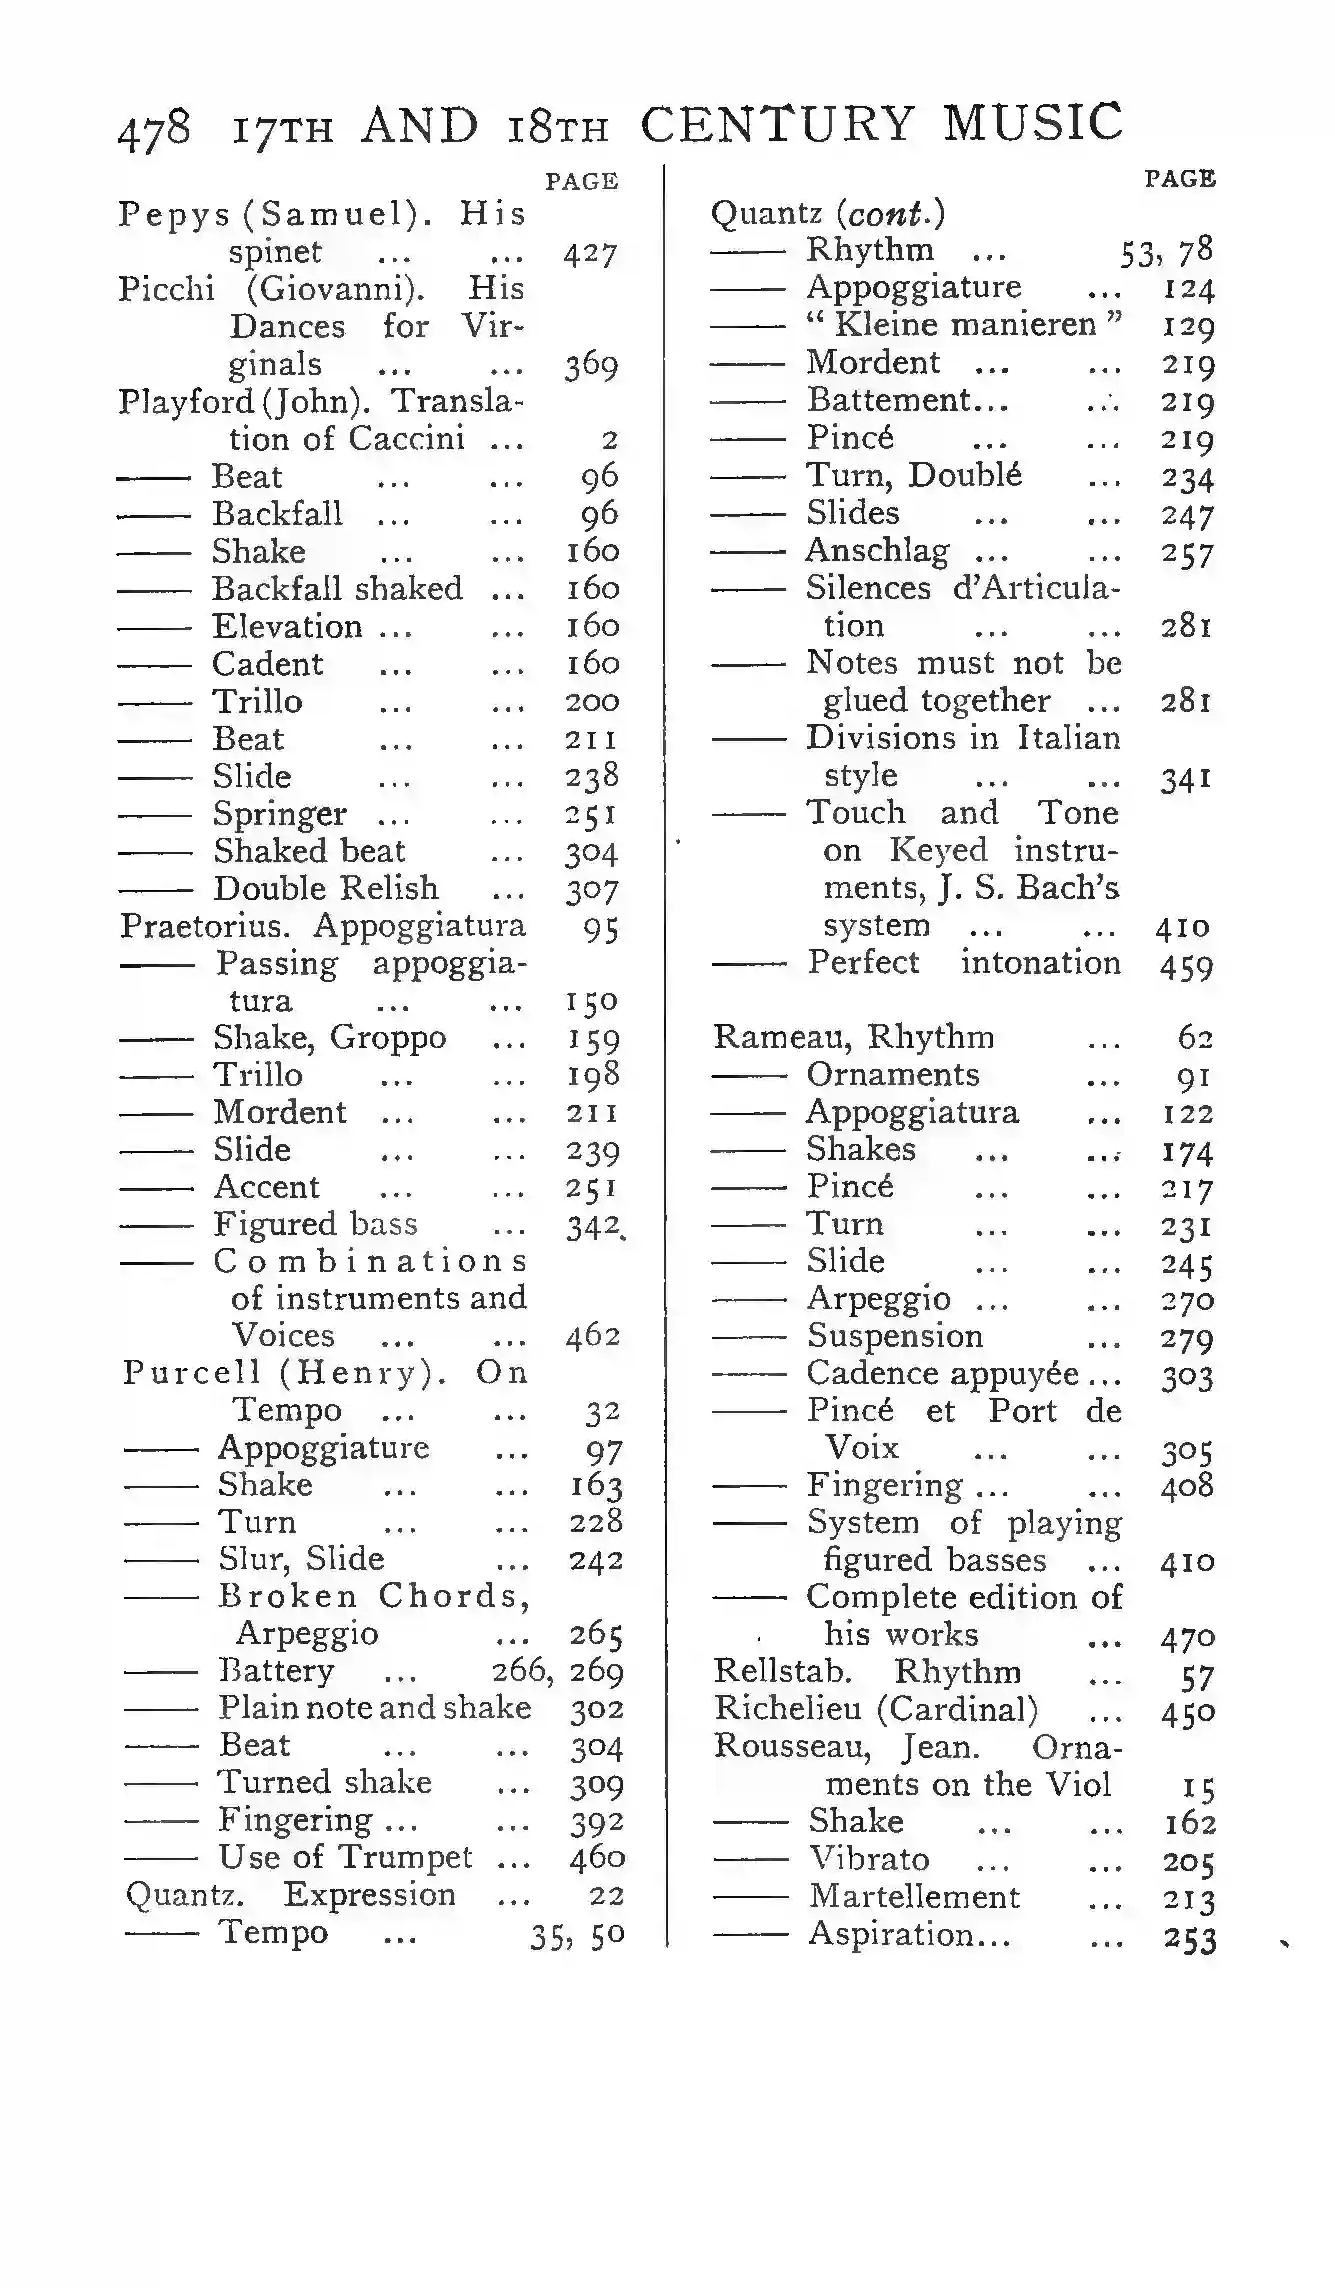 478 17TH AND 18TH CENTURY MUSIC
PAGE
Pepys (Samuel). His
spinet ... ... 427
Picchi (Giovanni). His
Dances for Vir-
ginals ... ... 369
Playford (John). Transla-
tion of Caccini ... 2
—— Beat ... ... 96
—— Backfall ... ... 96
—— Shake ... ... 160
—— Backfall shaked ... 160
—— Elevation ... ... 160
—— Cadent ... ... 160
—— Trillo ... ... 200
—— Beat ... ... 211
—— Slide ... ... 238
—— Springer ... ... 251
—— Shaked beat ... 304
—— Double Relish ... 307
Praetorius. Appoggiatura 95
—— Passing appoggia-
tura ... ... 150
—— Shake, Groppo ... 159
—— Trillo ... ... 198
—— Mordent ... ... 211
—— Slide ... ... 239
—— Accent ... ... 251
—— Figured bass ... 342
—— Combinations
of instruments and
Voices ... ... 462
Purcell (Henry). On
Tempo ... ... 32
—— Appoggiature ... 97
—— Shake ... ... 163
—— Turn ... ... 228
—— Slur, Slide ... 242
—— Broken Chords,
Arpeggio ... 265
—— Battery ... 266, 269
—— Plain note and shake 302
—— Beat ... ... 304
—— Turned shake ... 309
—— Fingering ... ... 392
—— Use of Trumpet ... 460
Quantz. Expression ... 22
—— Tempo ... 35, 50
PAGE
Quantz (cont.)
—— Rhythm ... 53, 78
—— Appoggiature ... 124
—— “ Kleine manieren ” 129
—— Mordent ... ... 219
—— Battement... ... 219
—— Pincé ... ... 219
—— Turn, Doublé ... 234
—— Slides ... ... 247
—— Anschlag ... ... 257
—— Silences d’Articula-
tion ... ... 281
—— Notes must not be
glued together ... 281
—— Divisions in Italian
style ... ... 341
—— Touch and Tone
on Keyed instru-
ments, J. S. Bach’s
system ... ... 410
—— Perfect intonation 459
Rameau, Rhythm ... 62
—— Ornaments ... 91
—— Appoggiatura ... 122
—— Shakes ... ... 174
—— Pincé ... ... 217
—— Turn ... ... 231
—— Slide ... ... 245
—— Arpeggio ... ... 270
—— Suspension ... 279
—— Cadence appuyée ... 303
—— Pincé et Port de
Voix ... ... 305
—— Fingering ... ... 408
—— System of playing
figured basses ... 410
—— Complete edition of
his works ... 470
Rellstab. Rhythm ... 57
Richelieu (Cardinal) ... 450
Rousseau, Jean. Orna-
ments on the Viol 15
—— Shake ... ... 162
—— Vibrato ... ... 205
—— Martellement ... 213
—— Aspiration... ... 253